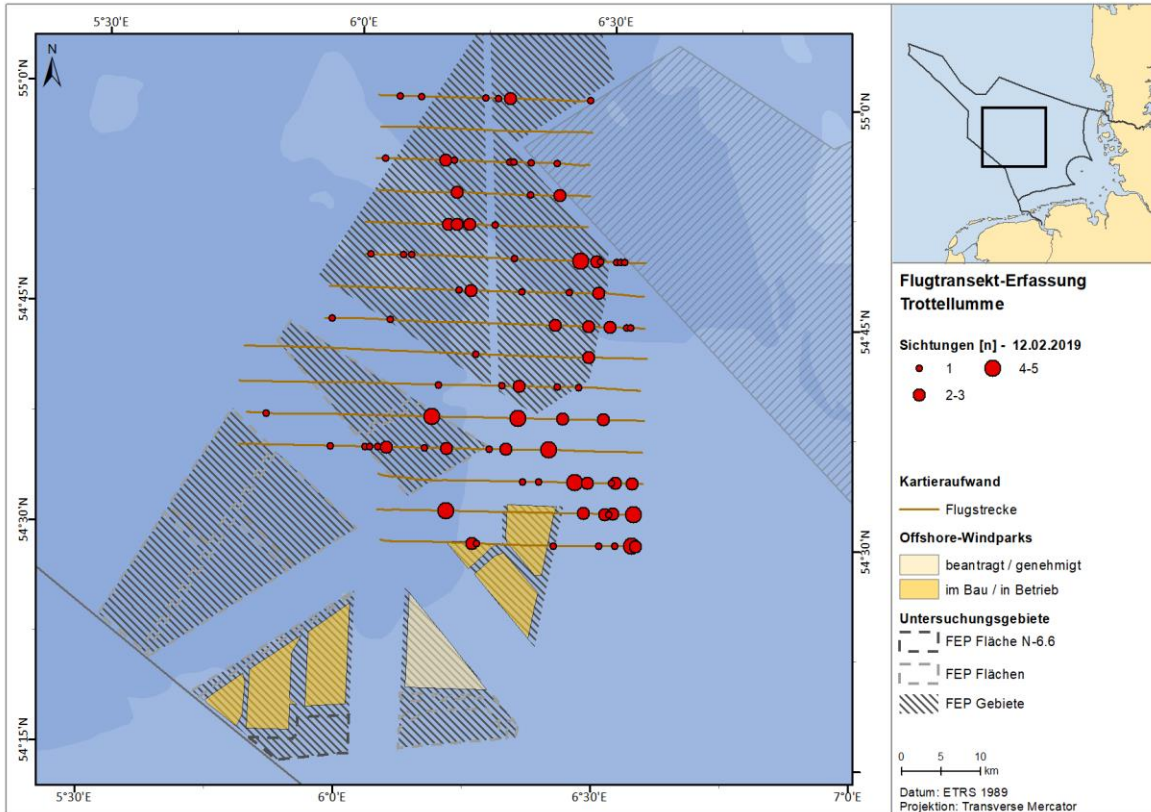 5°30'E
6°0'E
6°30'E
N
55°0'N
54°45'N
54°30'N
54°15'N
55°0'N
54°45'N
54°30'N
5°30'E
6°0'E
6°30'E
7°0'E
Flugtransekt-Erfassung
Trottellumme
Sichtungen [n] - 12.02.2019
1
4-5
2-3
Kartieraufwand
Flugstrecke
Offshore-Windparks
beantragt / genehmigt
im Bau / in Betrieb
Untersuchungsgebiete
FEP Fläche N-6.6
FEP Flächen
FEP Gebiete
0 5 10
km
Datum: ETRS 1989
Projektion: Transverse Mercator